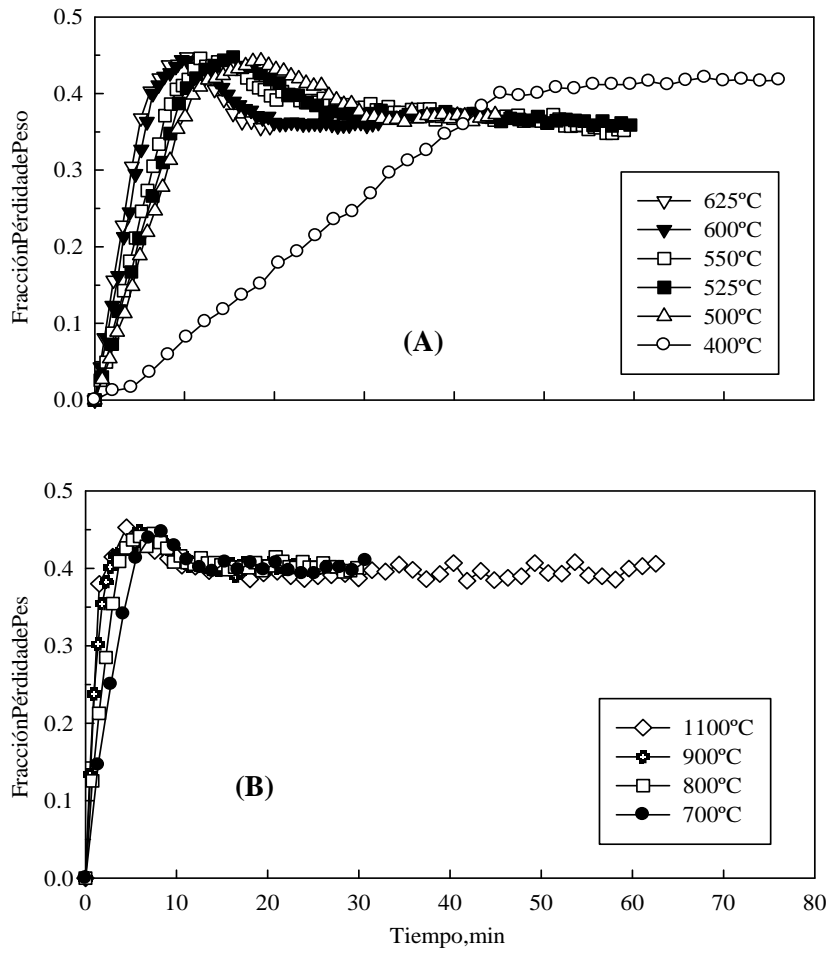 0.5
0.4
0.3
0.2
0.1
0.0
FracciónPérdidadePeso
(A)
625ºC
600ºC
550ºC
525ºC
500ºC
400ºC
0.5
0.4
0.3
0.2
0.1
0.0
FracciónPérdidadePes
(B)
1100ºC
900ºC
800ºC
700ºC
0 10 20 30 40 50 60 70 80
Tiempo,min